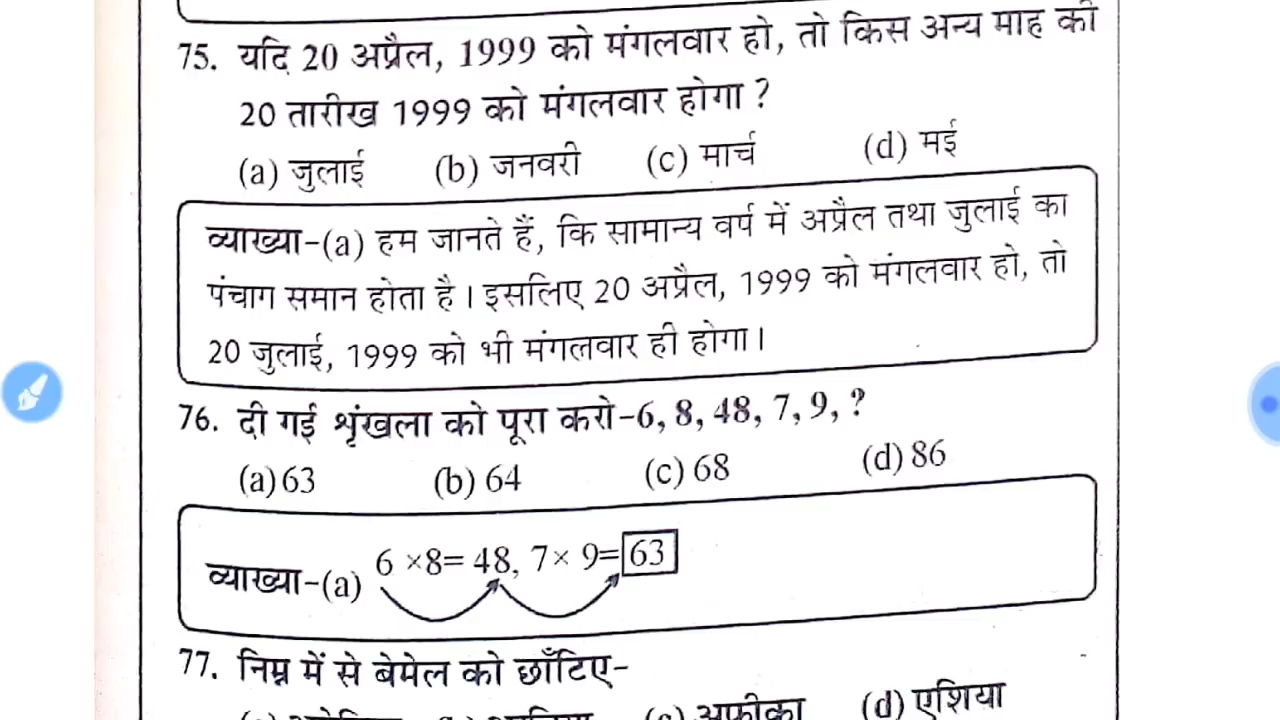 75. यदि 20 अप्रैल, 1999 को मंगलवार हो, तो किस अन्य माह की
20 तारीख 1999 को मंगलवार होगा ?
(a) जुलाई (b) जनवरी (c) मार्च (d) मई
व्याख्या-(a) हम जानते हैं, कि सामान्य वर्ष में अप्रैल तथा जुलाई का
पंचाग समान होता है। इसलिए 20 अप्रैल, 1999 को मंगलवार हो, तो
20 जुलाई, 1999 को भी मंगलवार ही होगा।
76. दी गई शृंखला को पूरा करो-6, 8, 48, 7, 9, ?
(a) 63 (b) 64 (c) 68 (d) 86
व्याख्या-(a) 6 ×8= 48, 7× 9= 63
77. निम्न में से बेमेल को छाँटिए-
(c) अफ्रीका (d) एशिया